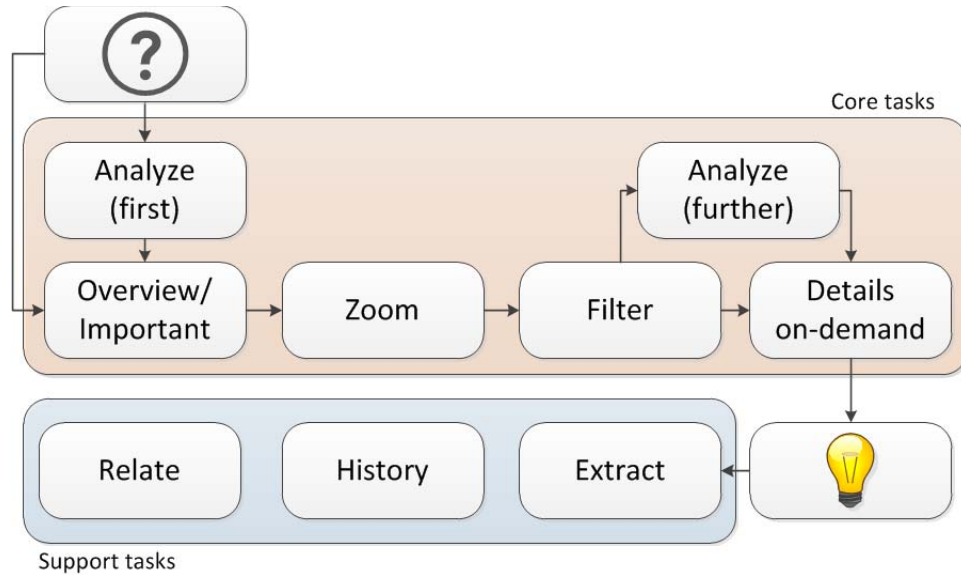 ?
Core tasks
Analyze
(first)
Analyze
(further)
Overview/
Important
Zoom
Filter
Details
on-demand
Relate
History
Extract
Support tasks